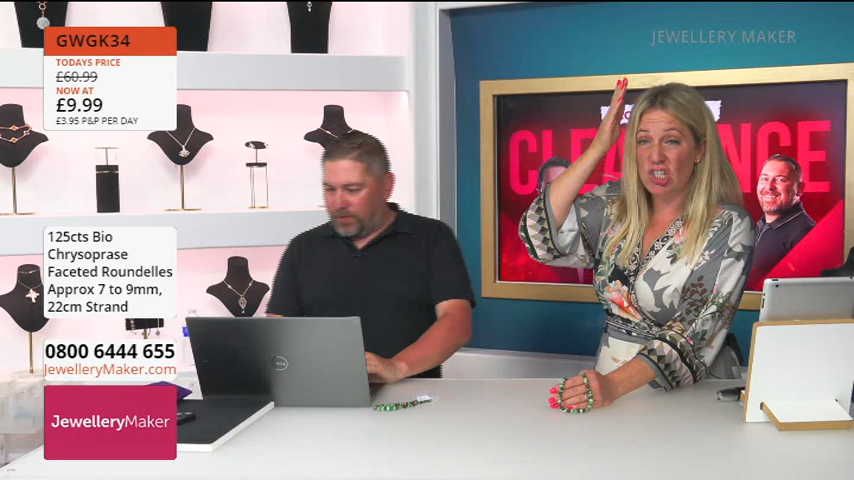 GWGK34
TODAYS PRICE
£60.99
NOW AT
£9.99
£3.95 P&P PER DAY
125cts Bio
Chrysoprase
Faceted Roundelles
Approx 7 to 9mm,
22cm Strand
0800 6444 655
JewelleryMaker.com
JewelleryMaker
JEWELLERY MAKER
DELL